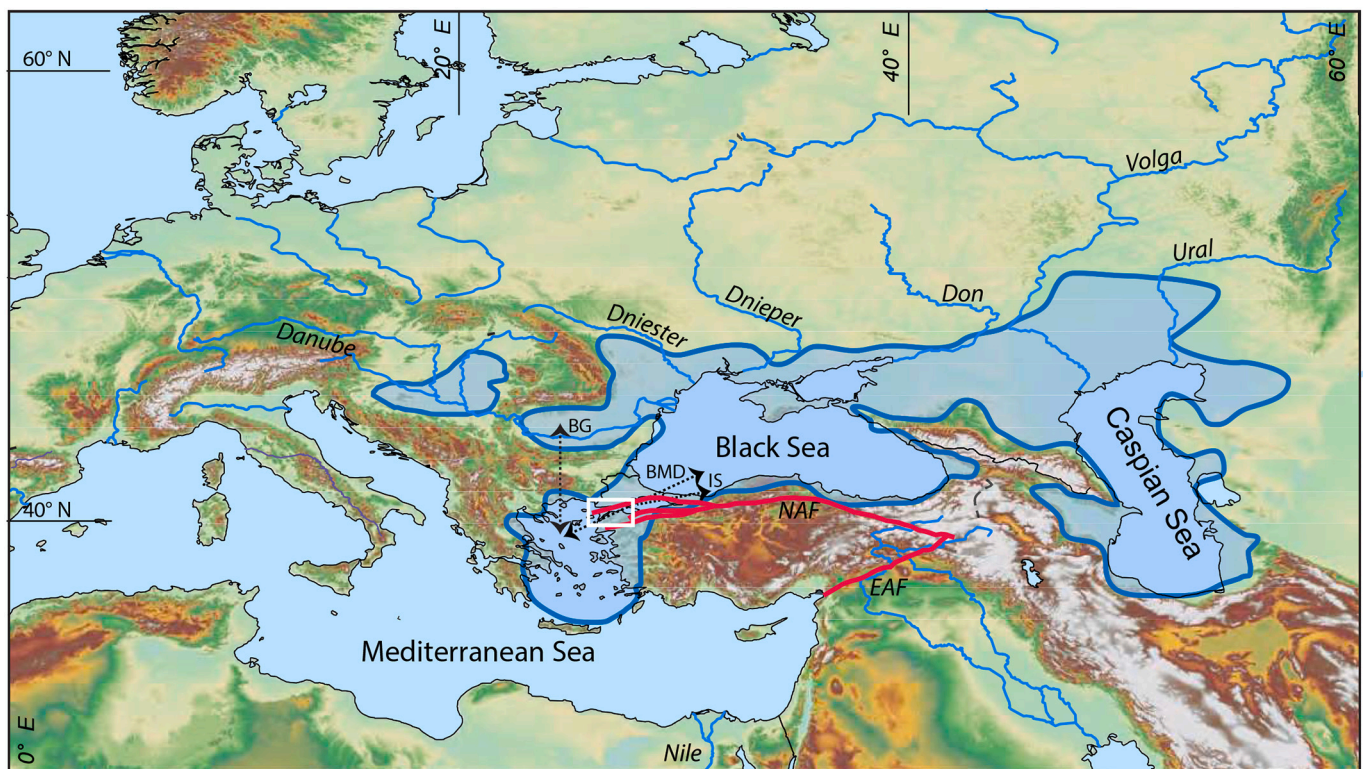 60° N
20° E
40° E
60° E
Volga
Ural
Don
Dnieper
Dniester
Danube
BG
Black Sea
BMD
IS
Caspian Sea
40° N
NAF
EAF
Mediterranean Sea
0° E
Nile